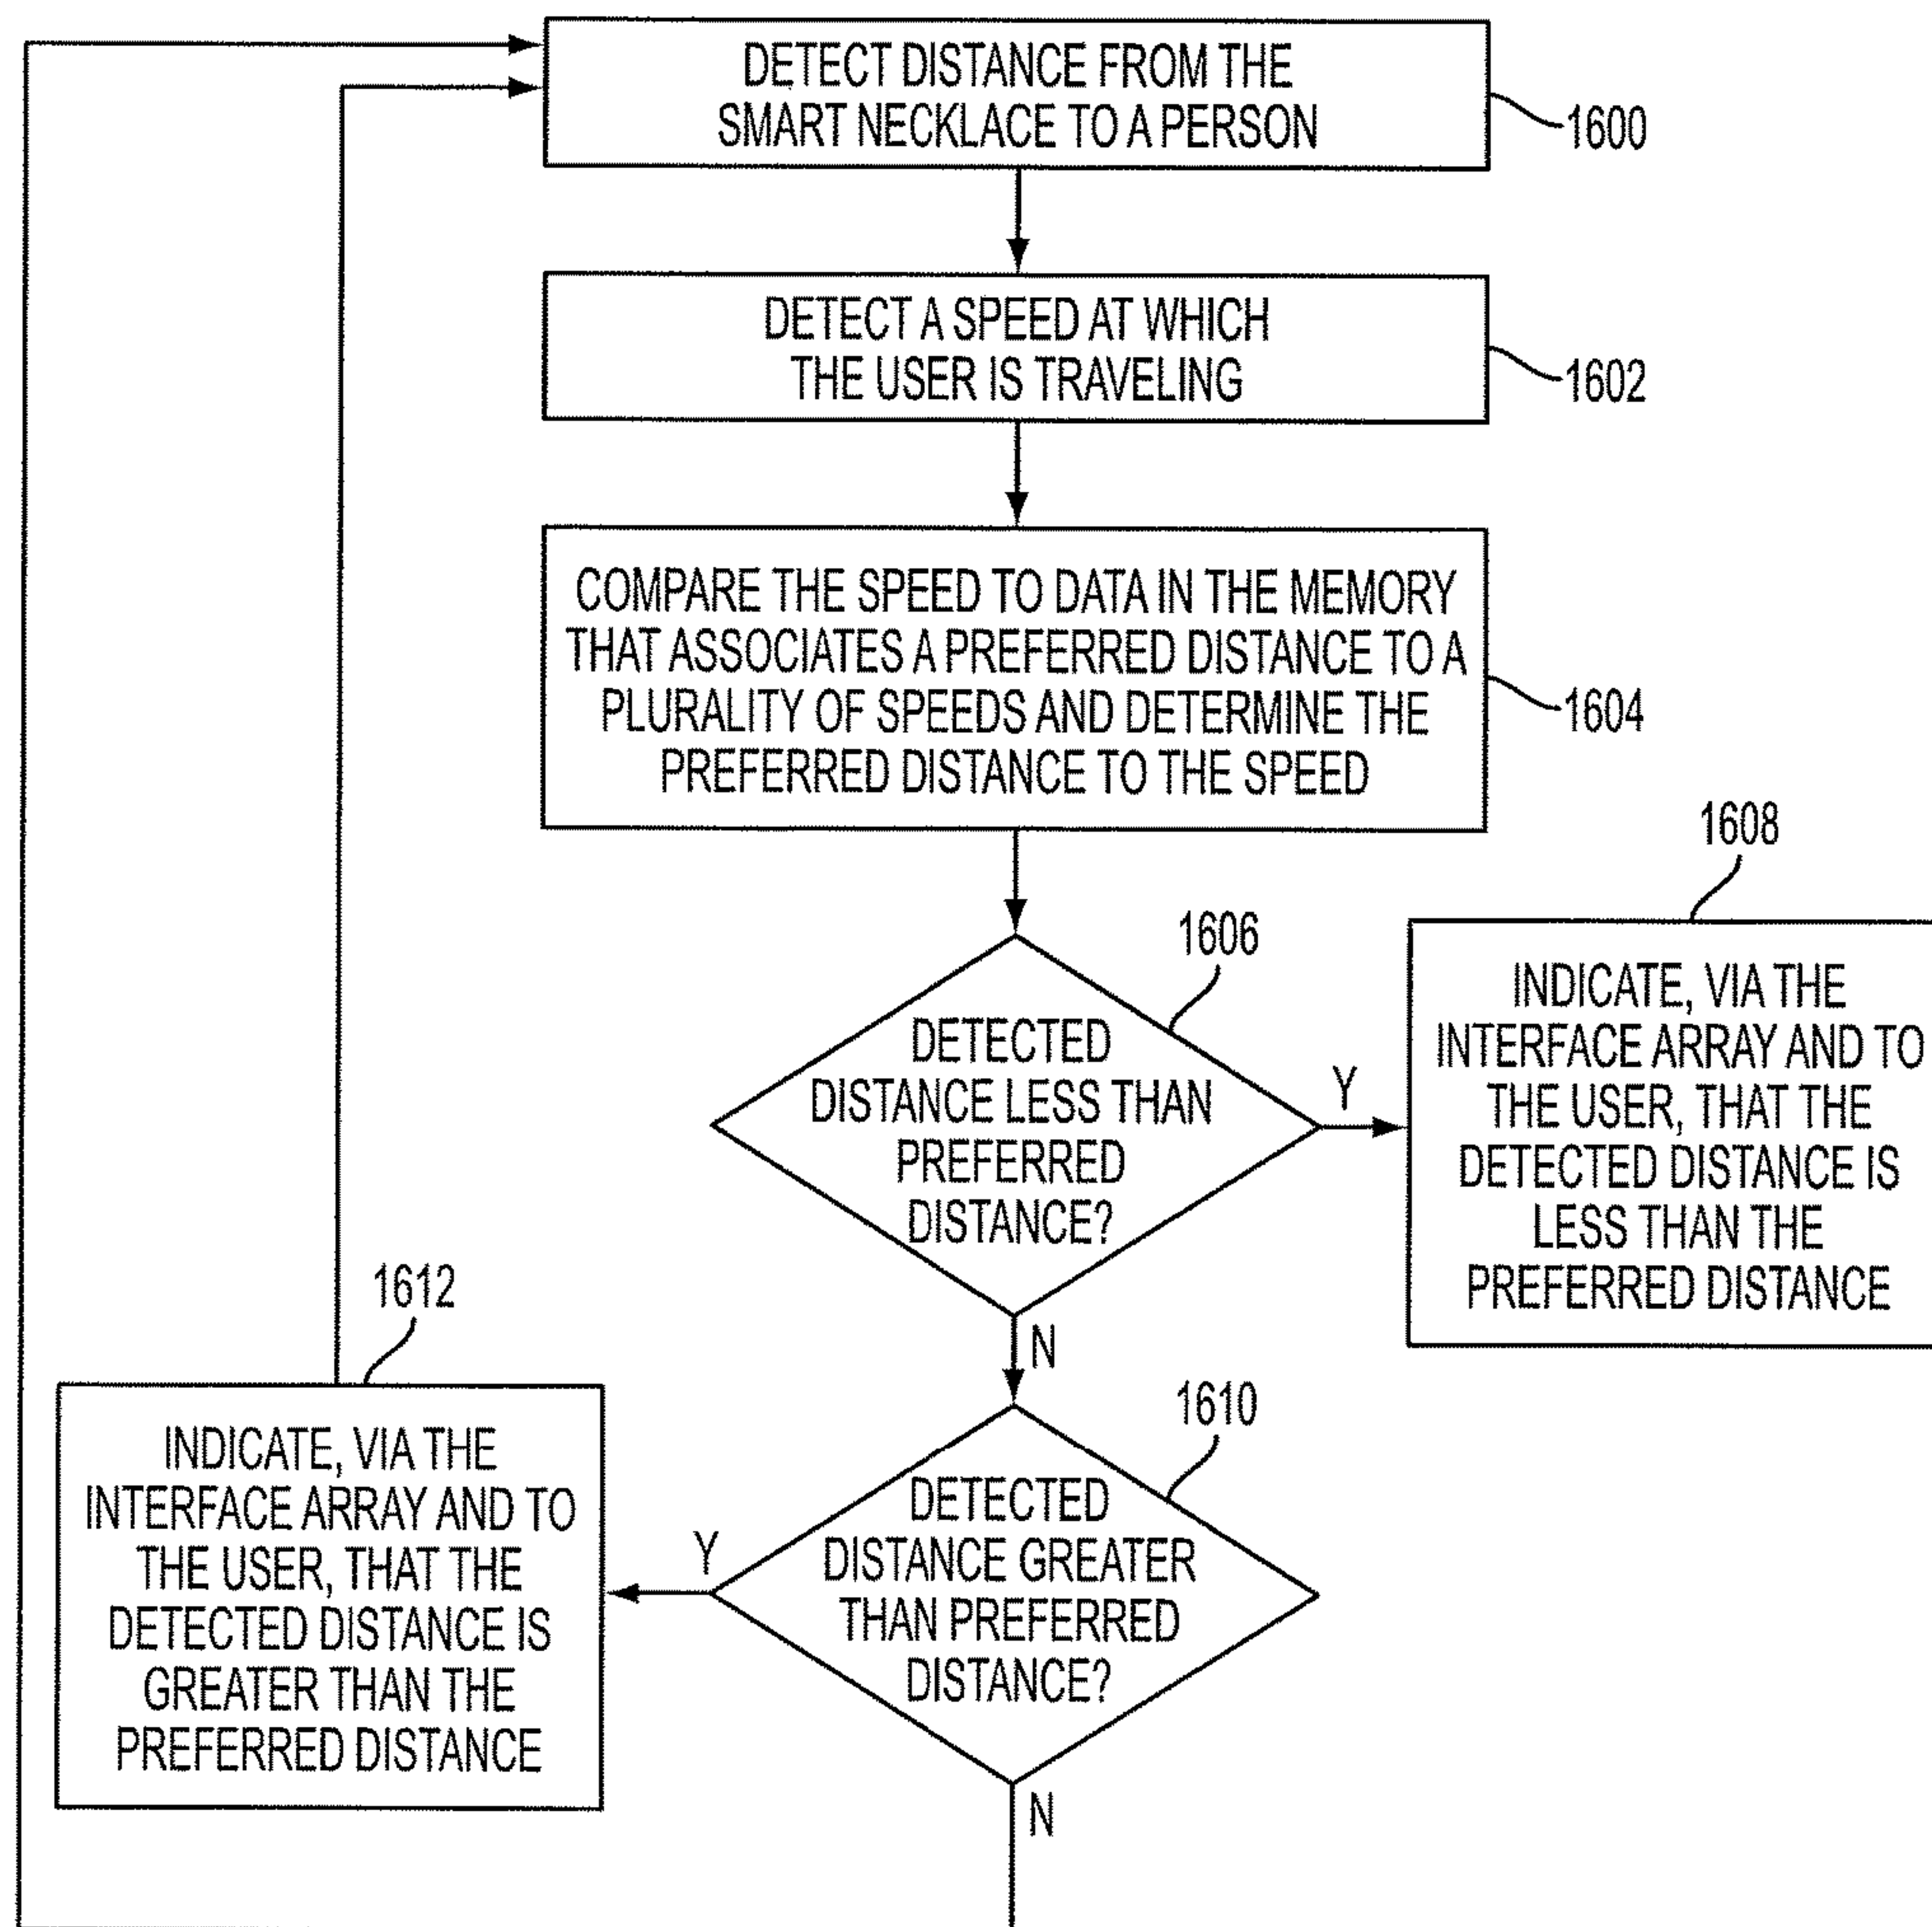 DETECT DISTANCE FROM THE
SMART NECKLACE TO A PERSON
1600
DETECT A SPEED AT WHICH
THE USER IS TRAVELING
1602
COMPARE THE SPEED TO DATA IN THE MEMORY
THAT ASSOCIATES A PREFERRED DISTANCE TO A
PLURALITY OF SPEEDS AND DETERMINE THE
PREFERRED DISTANCE TO THE SPEED
1604
1606
DETECTED
DISTANCE LESS THAN
PREFERRED
DISTANCE?
Y
N
1608
INDICATE, VIA THE
INTERFACE ARRAY AND TO
THE USER, THAT THE
DETECTED DISTANCE IS
LESS THAN THE
PREFERRED DISTANCE
1610
DETECTED
DISTANCE GREATER
THAN PREFERRED
DISTANCE?
Y
N
1612
INDICATE, VIA THE
INTERFACE ARRAY AND TO
THE USER, THAT THE
DETECTED DISTANCE IS
GREATER THAN THE
PREFERRED DISTANCE